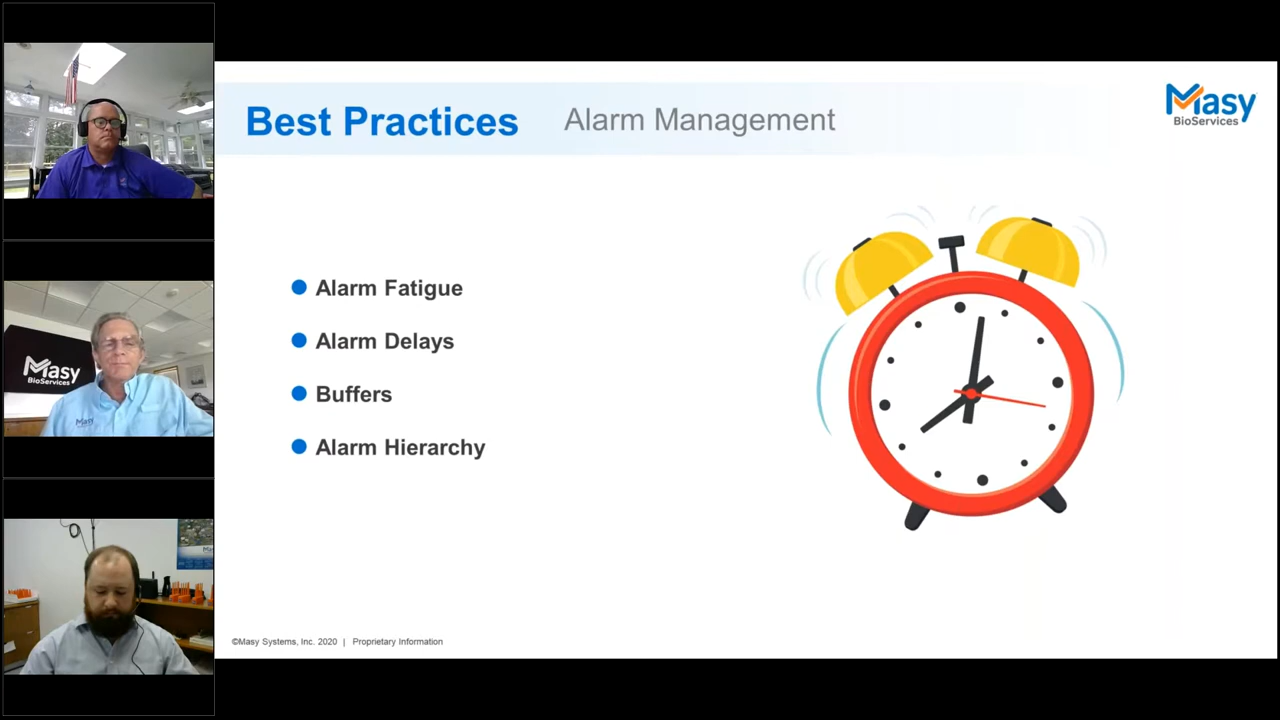 Best Practices Alarm Management
Masy
BioServices
Alarm Fatigue
Alarm Delays
Buffers
Alarm Hierarchy
©Masy Systems, Inc. 2020 | Proprietary Information
Masy
BioServices
Masy